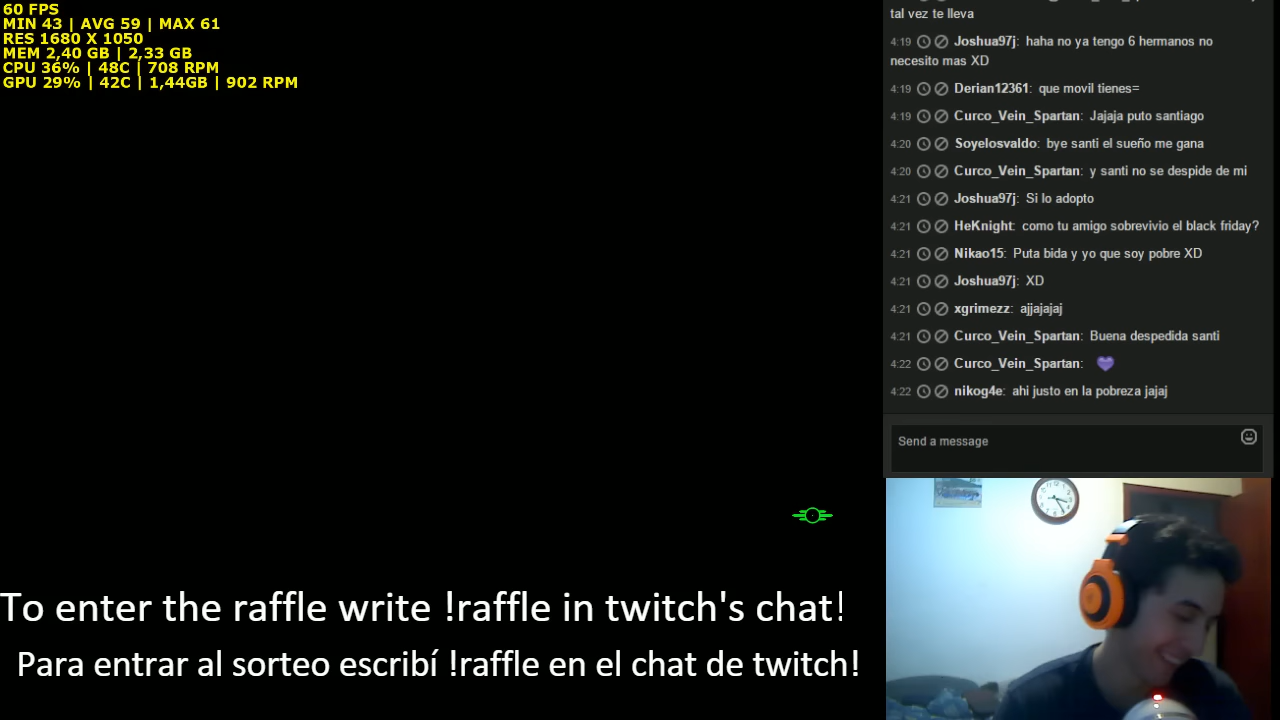 60 FPS
MIN 43 | AVG 59 | MAX 61
RES 1680 X 1050
MEM 2,40 GB | 2,33 GB
CPU 36% | 48C | 708 RPM
GPU 29% | 42C | 1,44GB | 902 RPM
tal vez te lleva
4:19 Joshua97j: haha no ya tengo 6 hermanos no
necesito mas XD
4:19 Derian12361: que movil tienes=
4:19 Curco_Vein_Spartan: Jajaja puto santiago
4:20 Soyelosvaldo: bye santi el sueño me gana
4:20 Curco_Vein_Spartan: y santi no se despide de mi
4:21 Joshua97j: Si lo adopto
4:21 HeKnight: como tu amigo sobrevivio el black friday?
4:21 Nikao15: Puta bida y yo que soy pobre XD
4:21 Joshua97j: XD
4:21 xgrimezz: ajjajajaj
4:21 Curco_Vein_Spartan: Buena despedida santi
4:22 Curco_Vein_Spartan: 💜
4:22 nikog4e: ahi justo en la pobreza jajaj
Send a message
To enter the raffle write !raffle in twitch's chat!
Para entrar al sorteo escribí !raffle en el chat de twitch!